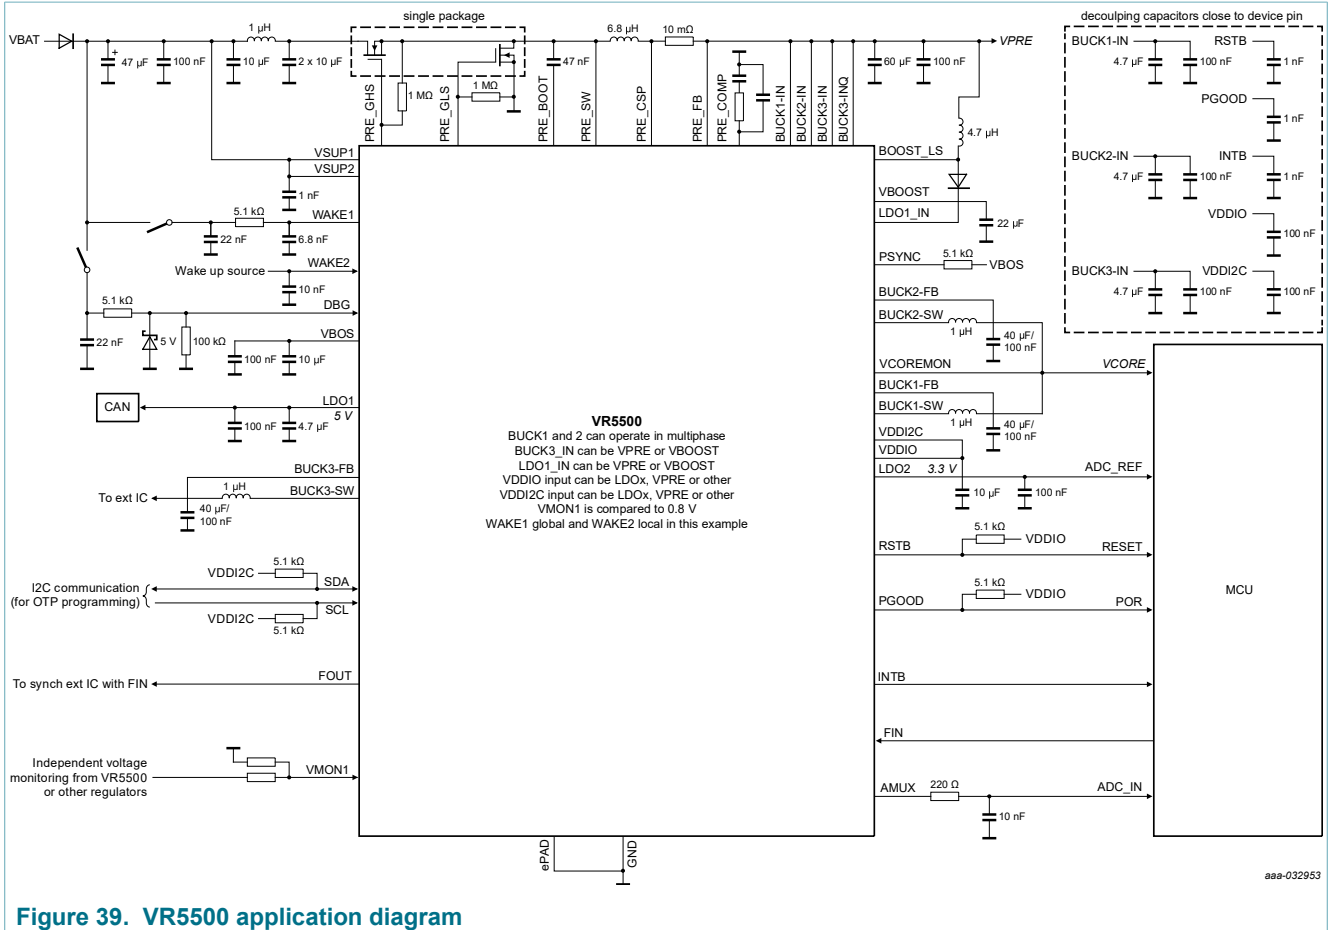 single package
decoulping capacitors close to device pin
VBAT
1 µH
6.8 µH
10 mΩ
VPRE
+
47 µF
100 nF
10 µF
2 x 10 µF
1 MΩ
1 MΩ
47 nF
60 µF
100 nF
PRE_GHS
PRE_GLS
PRE_BOOT
PRE_SW
PRE_CSP
PRE_FB
PRE_COMP
BUCK1-IN
BUCK2-IN
BUCK3-IN
BUCK3-INQ
4.7 µH
BUCK1-IN
4.7 µF
100 nF
RSTB
1 nF
PGOOD
1 nF
BUCK2-IN
4.7 µF
100 nF
INTB
1 nF
VDDIO
100 nF
BUCK3-IN
4.7 µF
100 nF
VDDI2C
100 nF
VSUP1
VSUP2
1 nF
5.1 kΩ
WAKE1
22 nF
6.8 nF
Wake up source
WAKE2
10 nF
5.1 kΩ
DBG
22 nF
5 V
100 kΩ
VBOS
100 nF
10 µF
CAN
LDO1
5 V
100 nF
4.7 µF
BUCK3-FB
To ext IC
1 µH
BUCK3-SW
40 µF/
100 nF
I2C communication
(for OTP programming)
VDDI2C
5.1 kΩ
SDA
SCL
VDDI2C
5.1 kΩ
To synch ext IC with FIN
FOUT
Independent voltage
monitoring from VR5500
or other regulators
VMON1
VR5500
BUCK1 and 2 can operate in multiphase
BUCK3_IN can be VPRE or VBOOST
LDO1_IN can be VPRE or VBOOST
VDDIO input can be LDOx, VPRE or other
VDDI2C input can be LDOx, VPRE or other
VMON1 is compared to 0.8 V
WAKE1 global and WAKE2 local in this example
BOOST_LS
VBOOST
LDO1_IN
22 µF
PSYNC
5.1 kΩ
VBOS
BUCK2-FB
BUCK2-SW
1 µH
40 µF/
100 nF
VCOREMON
VCORE
BUCK1-FB
BUCK1-SW
1 µH
40 µF/
100 nF
VDDI2C
VDDIO
LDO2
3.3 V
ADC_REF
10 µF
100 nF
5.1 kΩ
VDDIO
RSTB
RESET
5.1 kΩ
VDDIO
PGOOD
POR
MCU
INTB
FIN
AMUX
220 Ω
ADC_IN
10 nF
ePAD
GND
aaa-032953
Figure 39. VR5500 application diagram